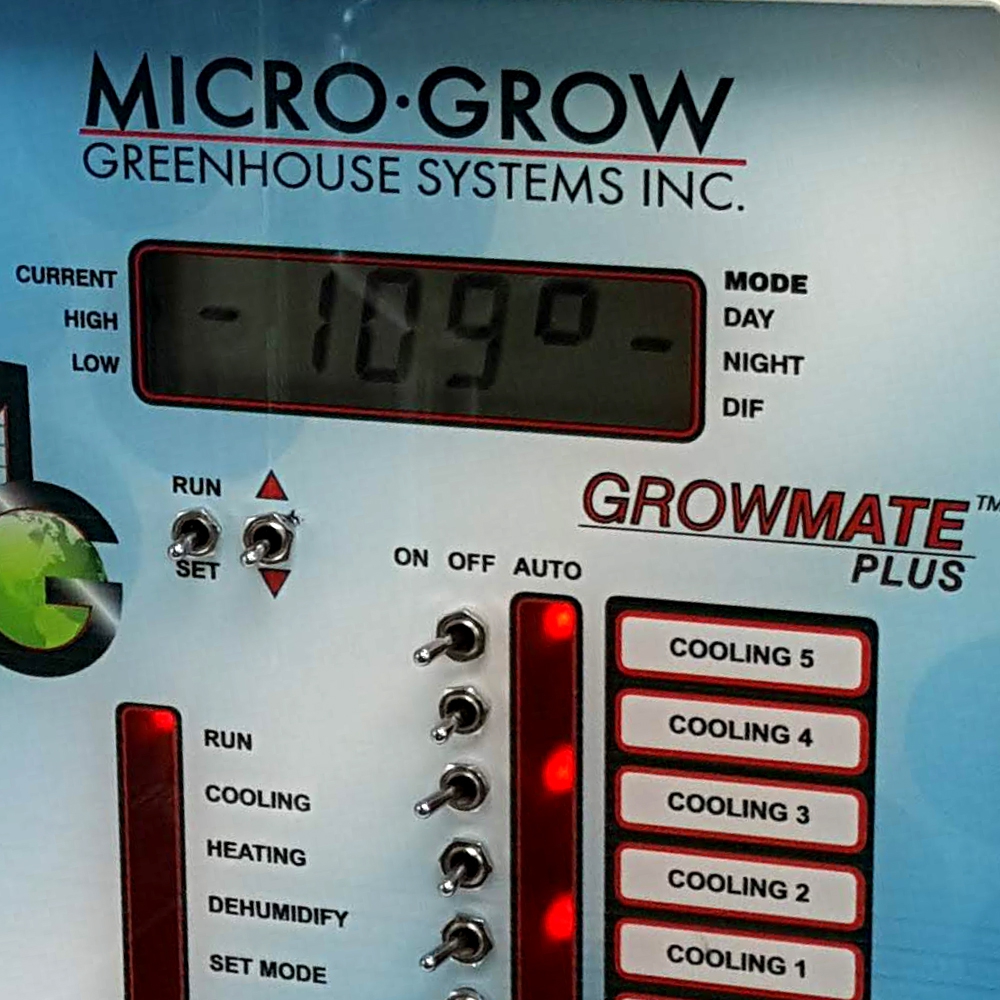 MICRO·GROW
GREENHOUSE SYSTEMS INC.
CURRENT
HIGH
LOW
- 109° -
MODE
DAY
NIGHT
DIF
RUN
SET
GROWMATE™
PLUS
ON OFF AUTO
COOLING 5
COOLING 4
COOLING 3
COOLING 2
COOLING 1
RUN
COOLING
HEATING
DEHUMIDIFY
SET MODE